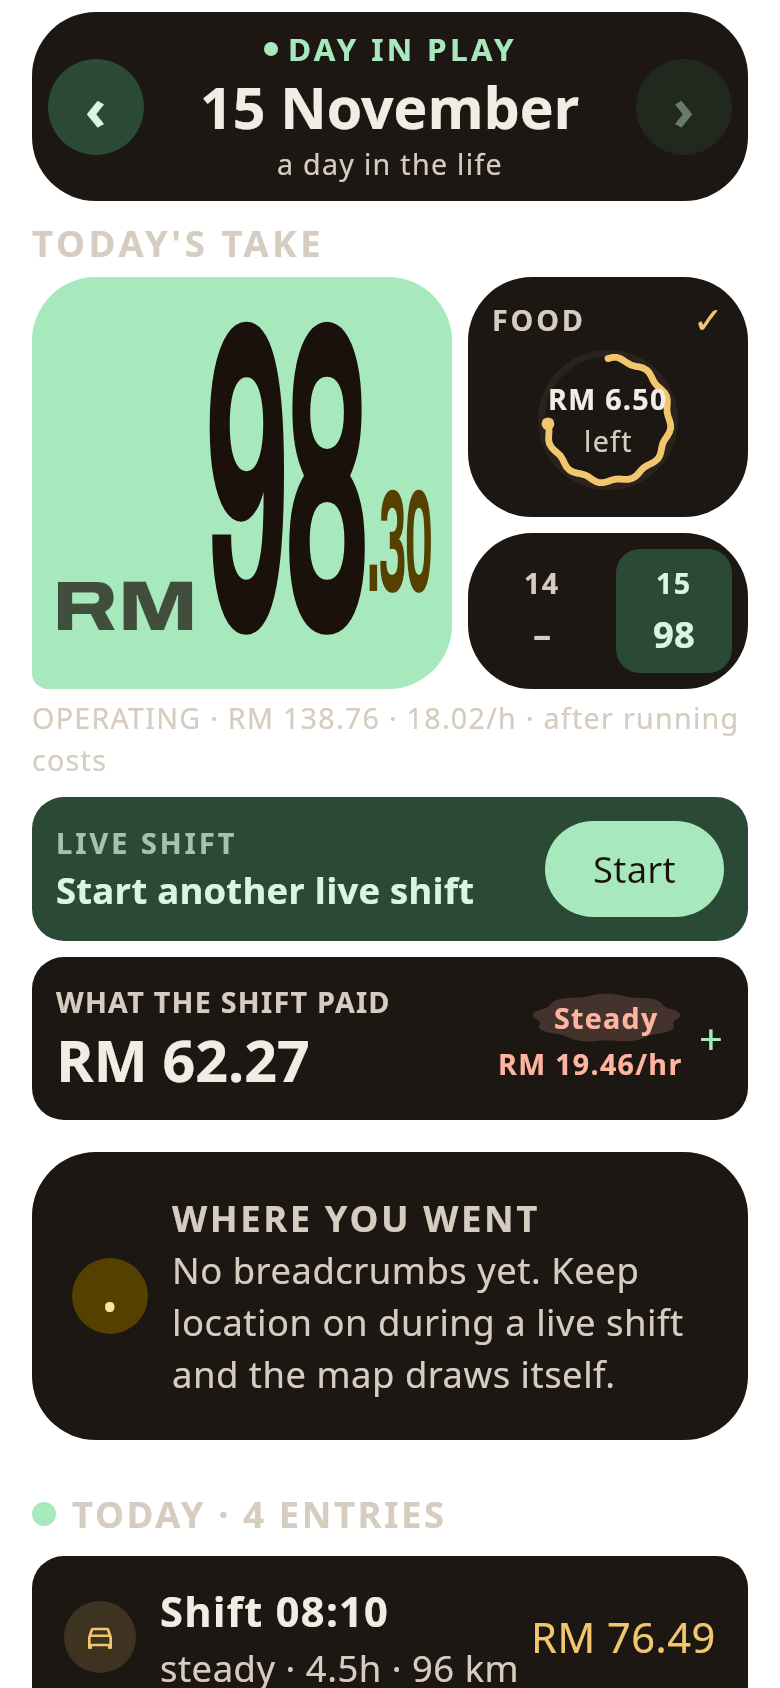 DAY IN PLAY
‹
15 November
›
a day in the life
TODAY'S TAKE
RM 98.30
FOOD ✓
RM 6.50
left
14
–
15
98
OPERATING · RM 138.76 · 18.02/h · after running
costs
LIVE SHIFT
Start another live shift
Start
WHAT THE SHIFT PAID
RM 62.27
Steady
RM 19.46/hr
+
WHERE YOU WENT
No breadcrumbs yet. Keep
location on during a live shift
and the map draws itself.
TODAY · 4 ENTRIES
Shift 08:10
steady · 4.5h · 96 km
RM 76.49